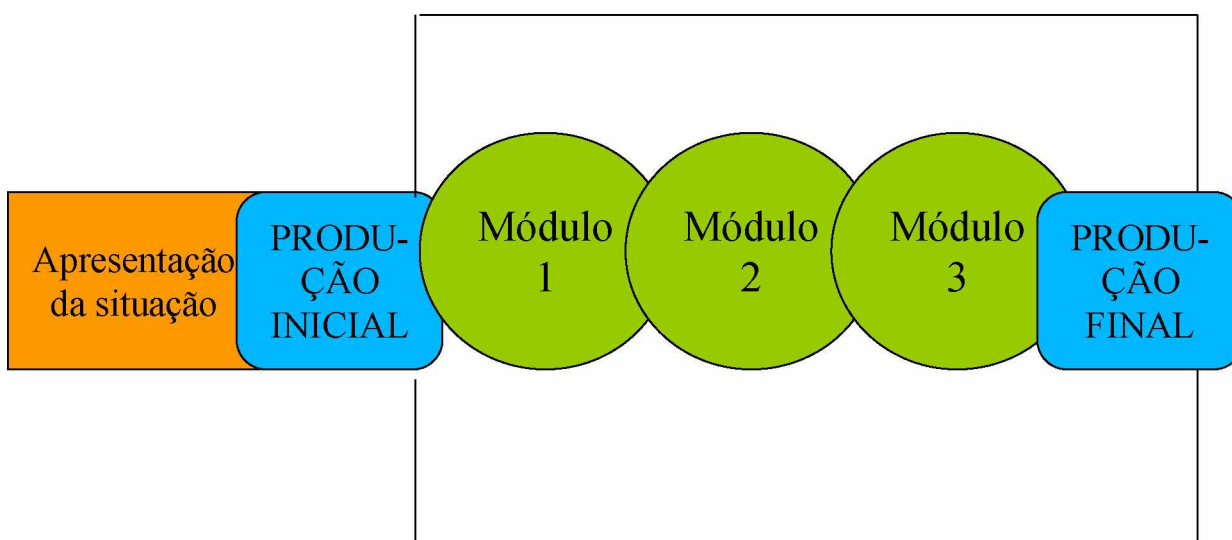 Apresentação
da situação
PRODU-
ÇÃO
INICIAL
Módulo
1
Módulo
2
Módulo
3
PRODU-
ÇÃO
FINAL